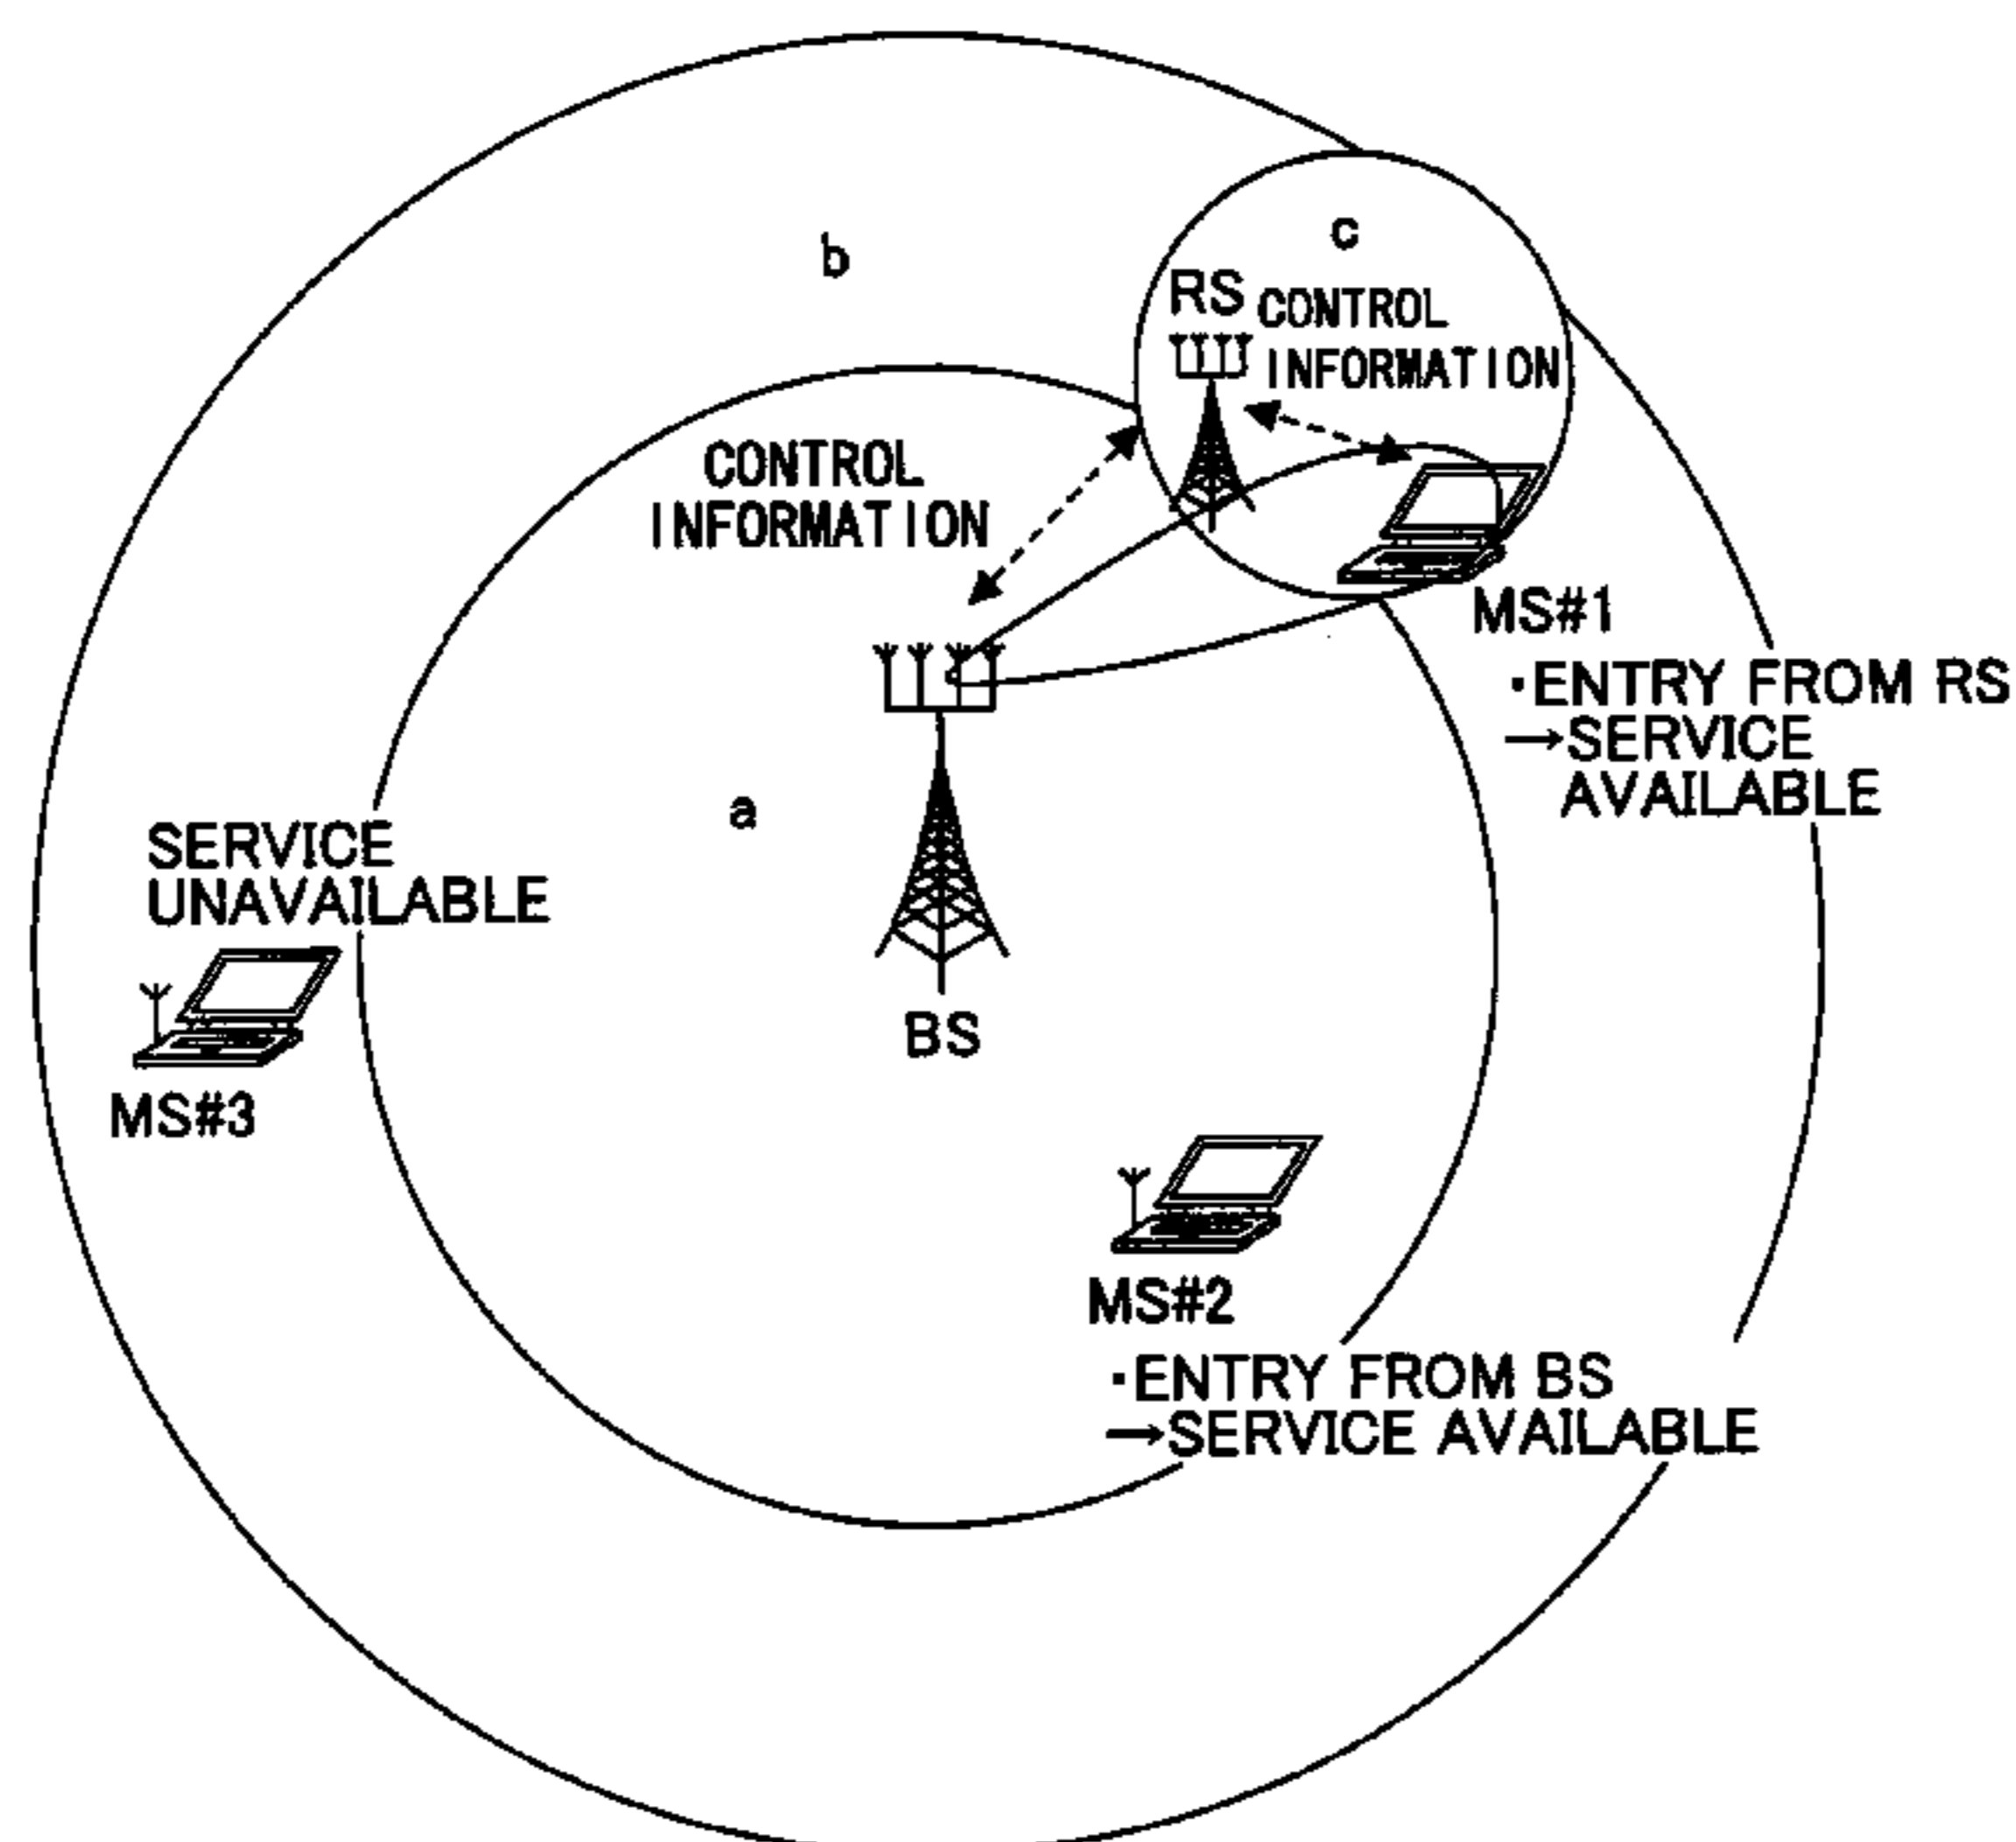 b
c
RS
CONTROL
INFORMATION
CONTROL
INFORMATION
MS#1
・ENTRY FROM RS
→SERVICE
AVAILABLE
a
SERVICE
UNAVAILABLE
BS
MS#3
MS#2
・ENTRY FROM BS
→SERVICE AVAILABLE